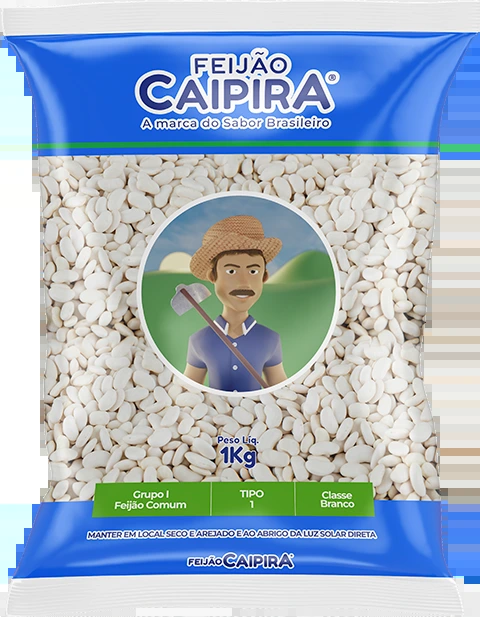 FEIJÃO
CAIPIRA®
A marca do Sabor Brasileiro
Peso Líq.
1Kg
Grupo I TIPO Classe
Feijão Comum 1 Branco
MANTER EM LOCAL SECO E AREJADO E AO ABRIGO DA LUZ SOLAR DIRETA
FEIJÃO CAIPIRA®